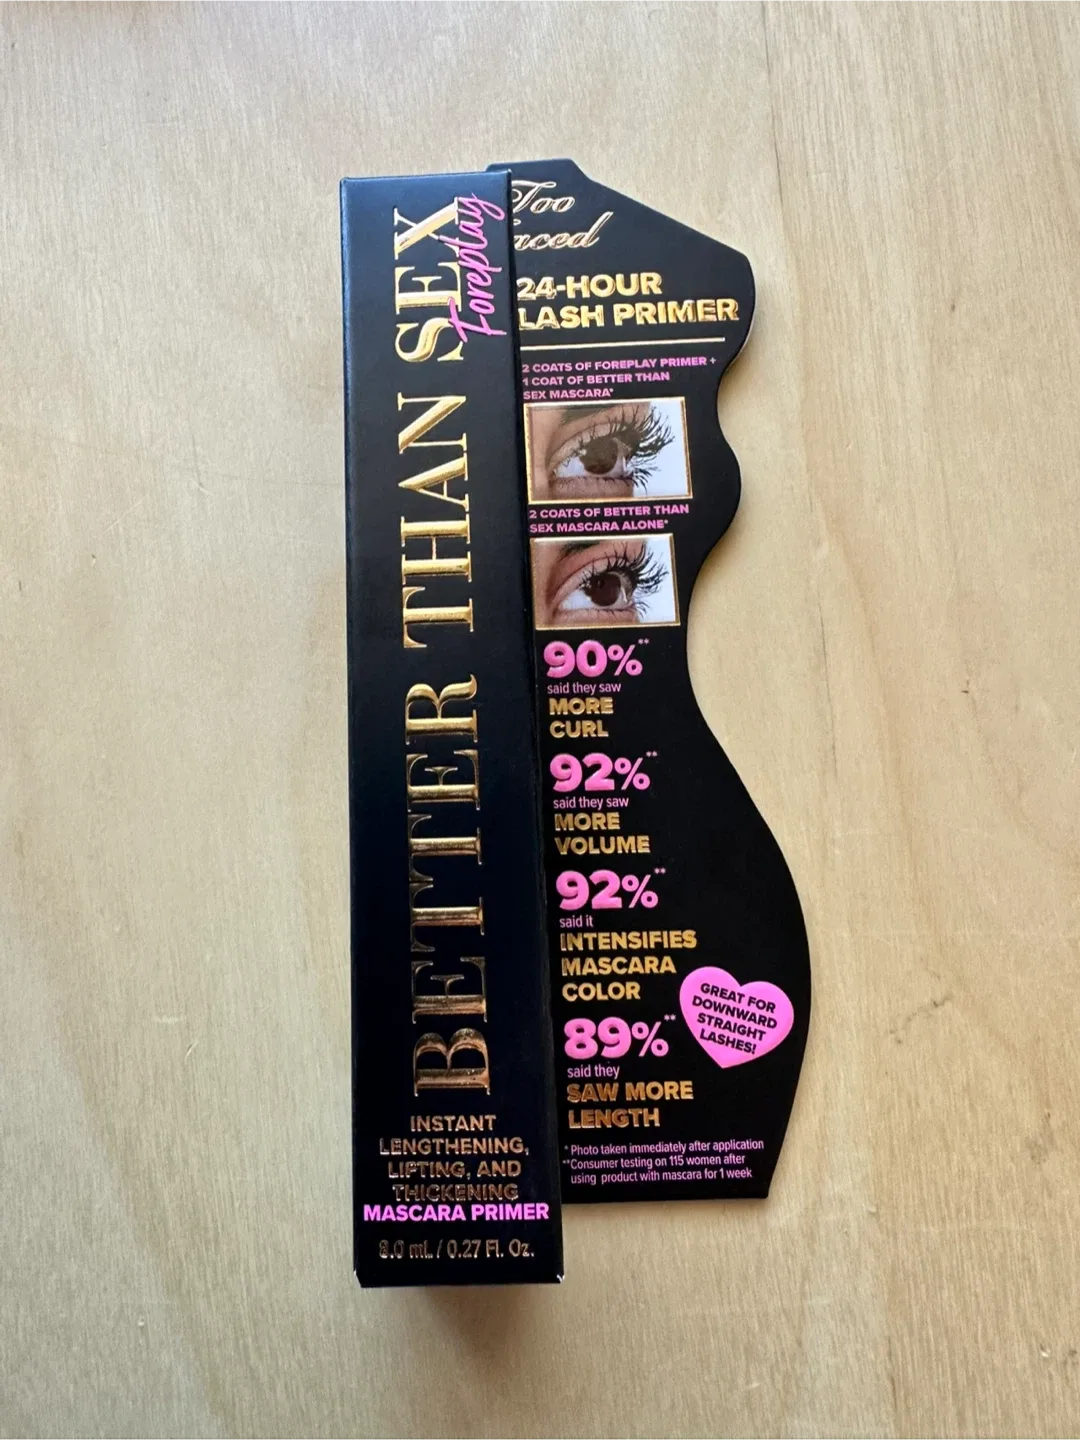 BETTER THAN SEX
Foreplay
INSTANT
LENGTHENING,
LIFTING, AND
THICKENING
MASCARA PRIMER
8.0 mL / 0.27 Fl. Oz.
Too
aced
24-HOUR
LASH PRIMER
2 COATS OF FOREPLAY PRIMER +
1 COAT OF BETTER THAN
SEX MASCARA*
2 COATS OF BETTER THAN
SEX MASCARA ALONE*
90%**
said they saw
MORE
CURL
92%**
said they saw
MORE
VOLUME
92%**
said it
INTENSIFIES
MASCARA
COLOR
89%**
said they
SAW MORE
LENGTH
GREAT FOR
DOWNWARD
STRAIGHT
LASHES!
* Photo taken immediately after application
**Consumer testing on 115 women after
using product with mascara for 1 week